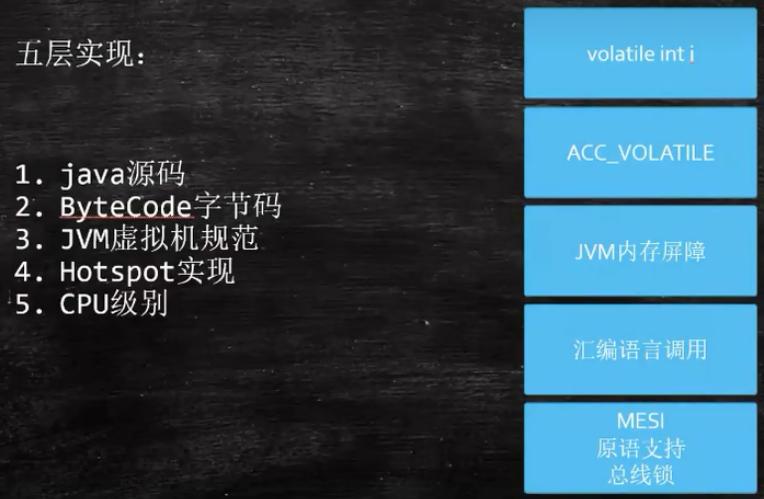 五层实现：
1. java源码
2. ByteCode字节码
3. JVM虚拟机规范
4. Hotspot实现
5. CPU级别
volatile int i
ACC_VOLATILE
JVM内存屏障
汇编语言调用
MESI
原语支持
总线锁